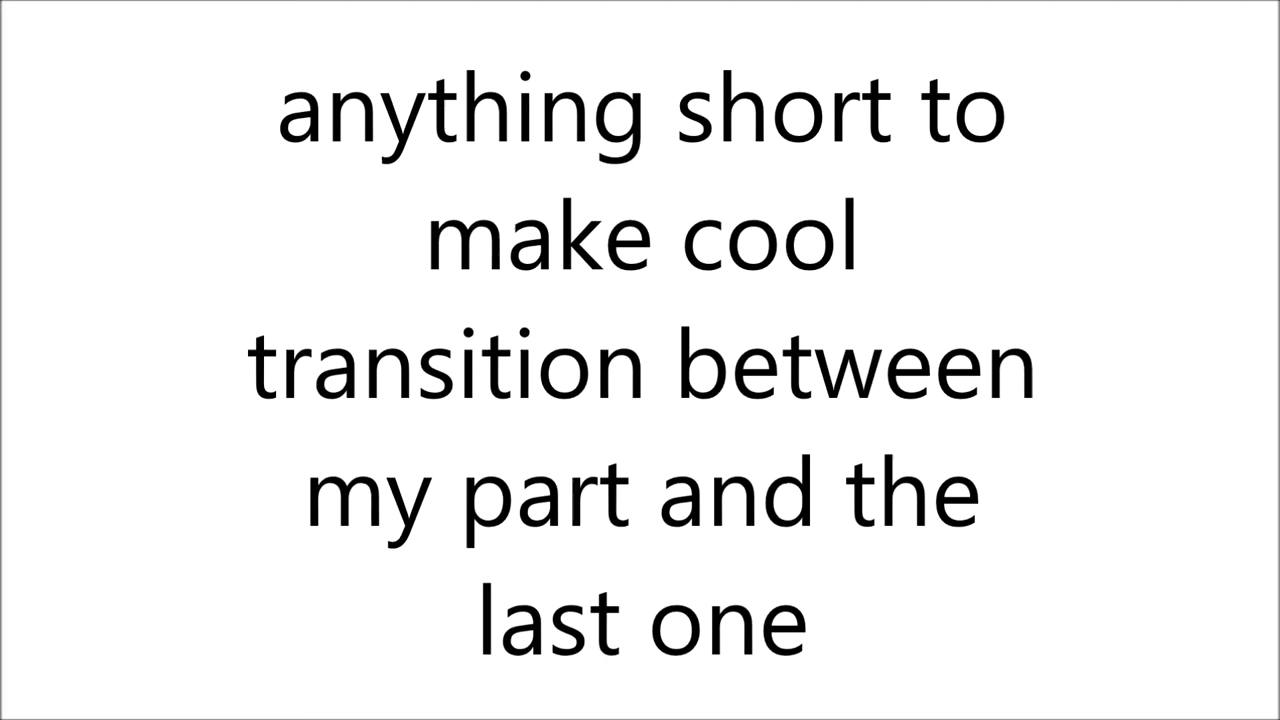 anything short to
make cool
transition between
my part and the
last one